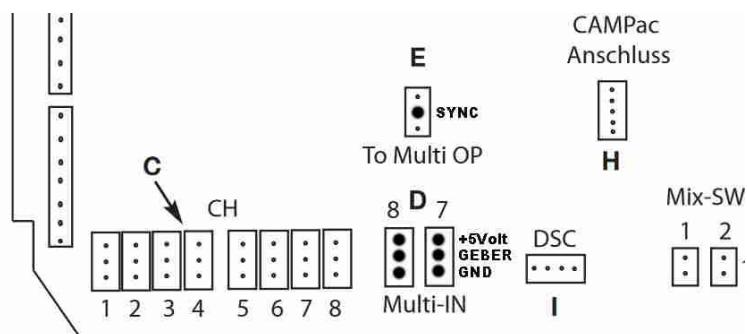 CAMPac
Anschluss
E
SYNC
To Multi OP
H
C
CH
D
8 7
Mix-SW
1 2
+5Volt
GEBER
GND
DSC
1 2 3 4 5 6 7 8
Multi-IN
I